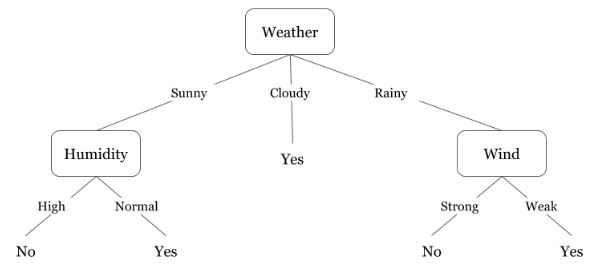 Weather
Sunny Cloudy Rainy
Humidity Yes Wind
High Normal Strong Weak
No Yes No Yes